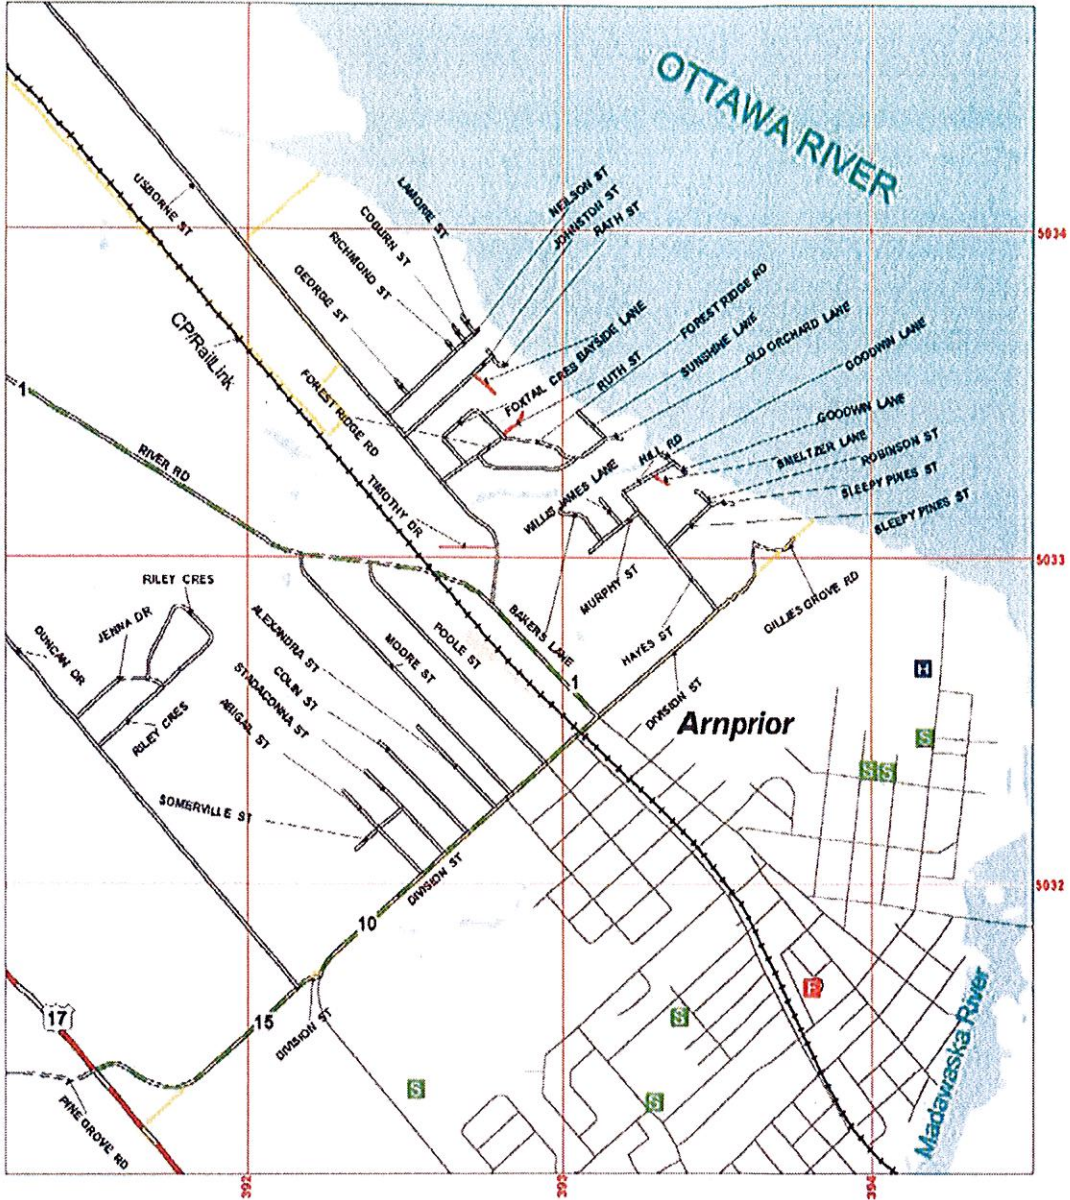 OTTAWA RIVER
NEILSON ST
JOHNSTON ST
RATH ST
LAMORIE ST
COBURN ST
RICHMOND ST
GEORGE ST
USBORNE ST
5034
CP/RaiLink
BAYSIDE LANE
FOREST RIDGE RD
FOXTAIL CRES
RUTH ST
SUNSHINE LANE
OLD ORCHARD LANE
GOODWIN LANE
GOODWIN LANE
FOREST RIDGE RD
1
RIVER RD
HILL RD
SMELTZER LANE
ROBINSON ST
SLEEPY PINES ST
SLEEPY PINES ST
WILLIS JAMES LANE
TIMOTHY DR
5033
RILEY CRES
JENNA DR
DUNCAN DR
RILEY CRES
ALEXANDRA ST
COLIN ST
STADACONNA ST
ABIGAIL ST
MOORE ST
POOLE ST
BAKERS LANE
MURPHY ST
HAYES ST
GILLIES GROVE RD
1
DIVISION ST
Arnprior
H
S
S
S
SOMERVILLE ST
DIVISION ST
5032
10
F
17
15
DIVISION ST
S
S
S
PINE GROVE RD
Madawaska River
392
393
394